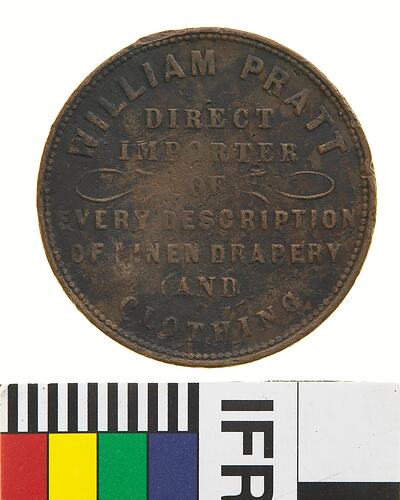 WILLIAM PRATT
DIRECT
IMPORTER
OF
EVERY DESCRIPTION
OF LINEN DRAPERY
AND
CLOTHING
IFR